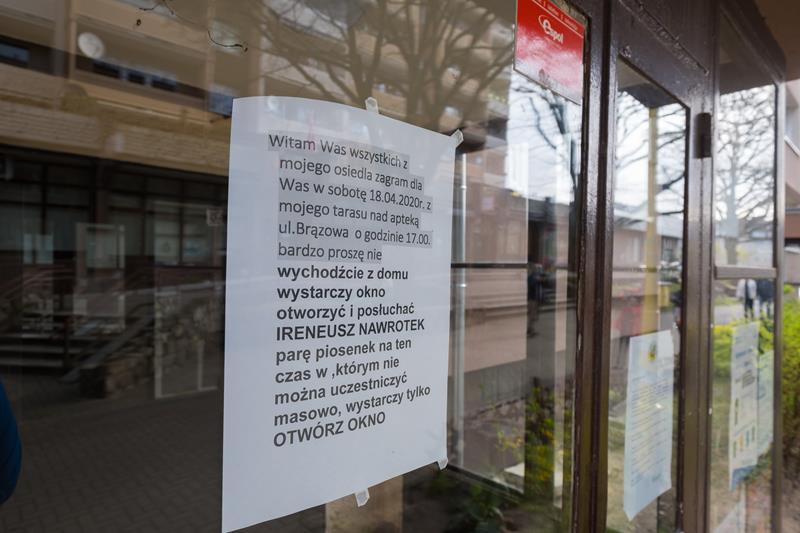 espol
Witam Was wszystkich z
mojego osiedla zagram dla
Was w sobotę 18.04.2020r. z
mojego tarasu nad apteką
ul.Brązowa o godzinie 17.00.
bardzo proszę nie
wychodźcie z domu
wystarczy okno
otworzyć i posłuchać
IRENEUSZ NAWROTEK
parę piosenek na ten
czas w ,którym nie
można uczestniczyć
masowo, wystarczy tylko
OTWÓRZ OKNO